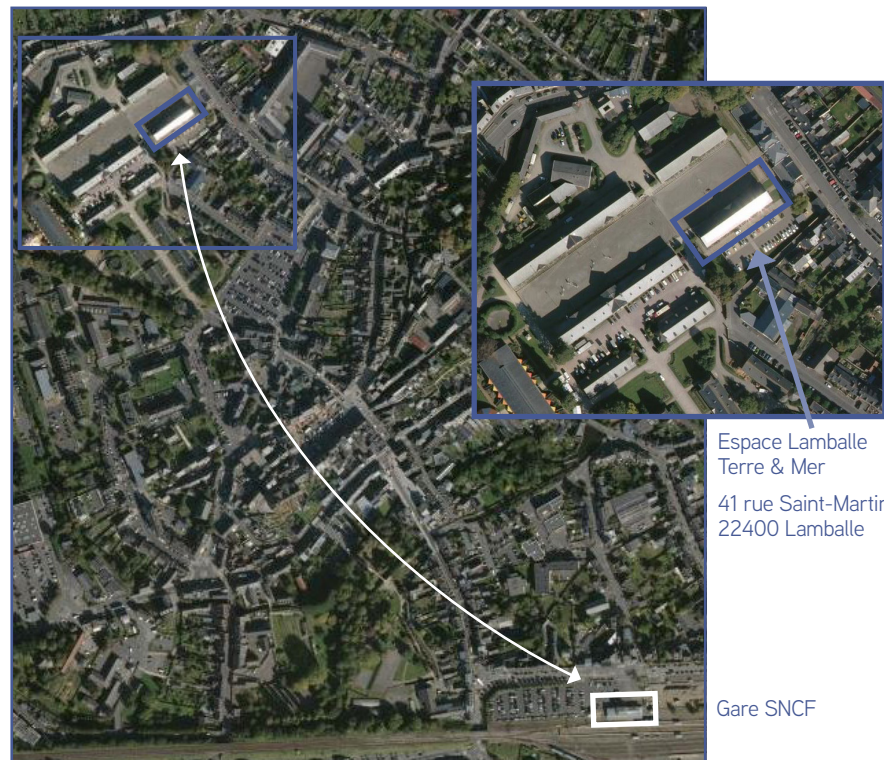 Espace Lamballe
Terre & Mer
41 rue Saint-Martin
22400 Lamballe
Gare SNCF